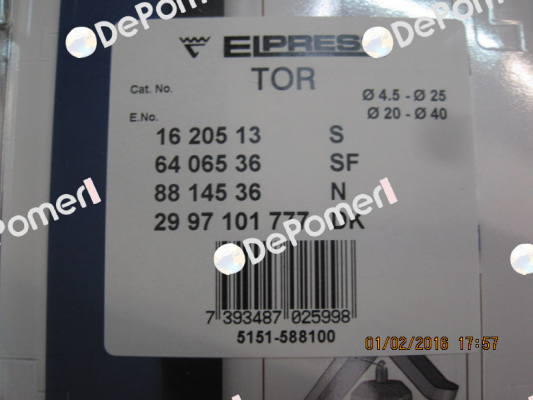 ELPRESS
Cat. No. TOR Ø 4.5 - Ø 25
Ø 20 - Ø 40
E.No.
16 205 13 S
64 065 36 SF
88 145 36 N
29 97 101 777 DK
7 393487 025998
5151-588100
01/02/2016 17:57
DePomerl
DePomerl
DePomerl
DePomerl
DePomerl
DePomerl